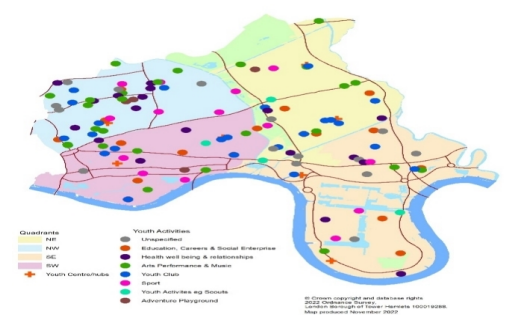 Quadrants
NE
NW
SE
SW
Youth Centre/hubs
Youth Activities
Unspecified
Education, Careers & Social Enterprise
Health well being & relationships
Arts Performance & Music
Youth Club
Sport
Youth Activites eg Scouts
Adventure Playground
© Crown copyright and database rights
2022 Ordnance Survey,
London Borough of Tower Hamlets 100019288.
Map produced November 2022